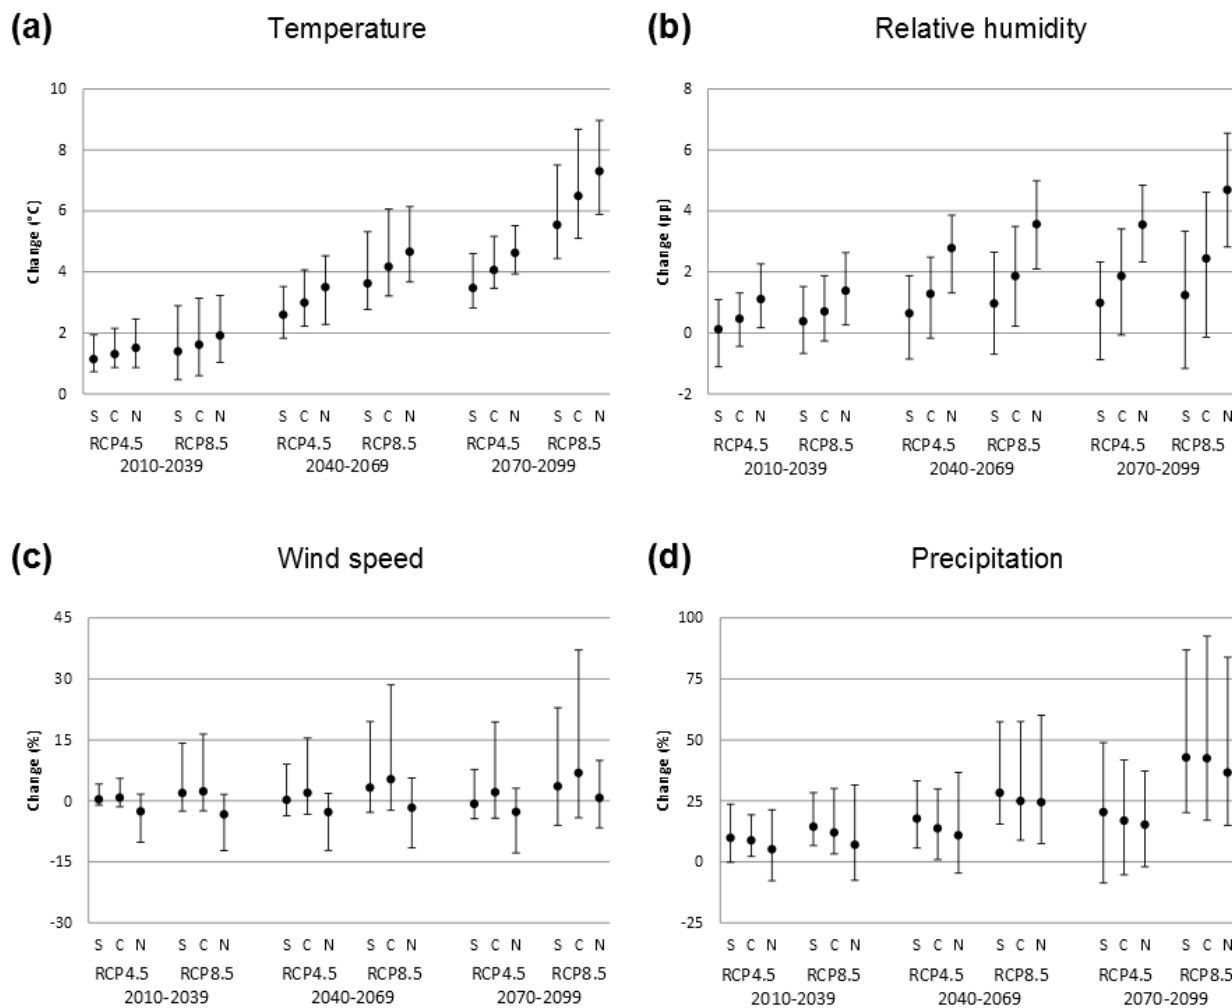 (a) Temperature
Change (°C)
10
8
6
4
2
0
S C N S C N S C N S C N S C N S C N
RCP4.5 RCP8.5 RCP4.5 RCP8.5 RCP4.5 RCP8.5
2010-2039 2040-2069 2070-2099
(b) Relative humidity
Change (pp)
8
6
4
2
0
-2
S C N S C N S C N S C N S C N S C N
RCP4.5 RCP8.5 RCP4.5 RCP8.5 RCP4.5 RCP8.5
2010-2039 2040-2069 2070-2099
(c) Wind speed
Change (%)
45
30
15
0
-15
-30
S C N S C N S C N S C N S C N S C N
RCP4.5 RCP8.5 RCP4.5 RCP8.5 RCP4.5 RCP8.5
2010-2039 2040-2069 2070-2099
(d) Precipitation
Change (%)
100
75
50
25
0
-25
S C N S C N S C N S C N S C N S C N
RCP4.5 RCP8.5 RCP4.5 RCP8.5 RCP4.5 RCP8.5
2010-2039 2040-2069 2070-2099